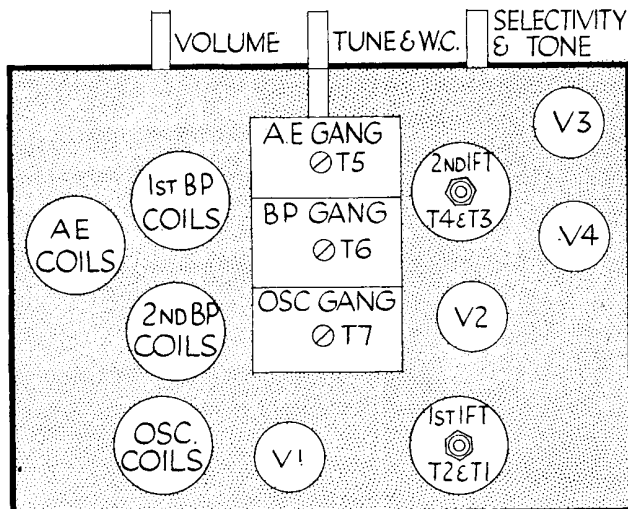 VOLUME
TUNE & W.C.
SELECTIVITY
& TONE
A.E GANG
T5
BP GANG
T6
OSC GANG
T7
1ST BP
COILS
AE
COILS
2ND BP
COILS
OSC.
COILS
V1
2ND IFT
T4 & T3
V3
V4
V2
1ST IFT
T2 & T1